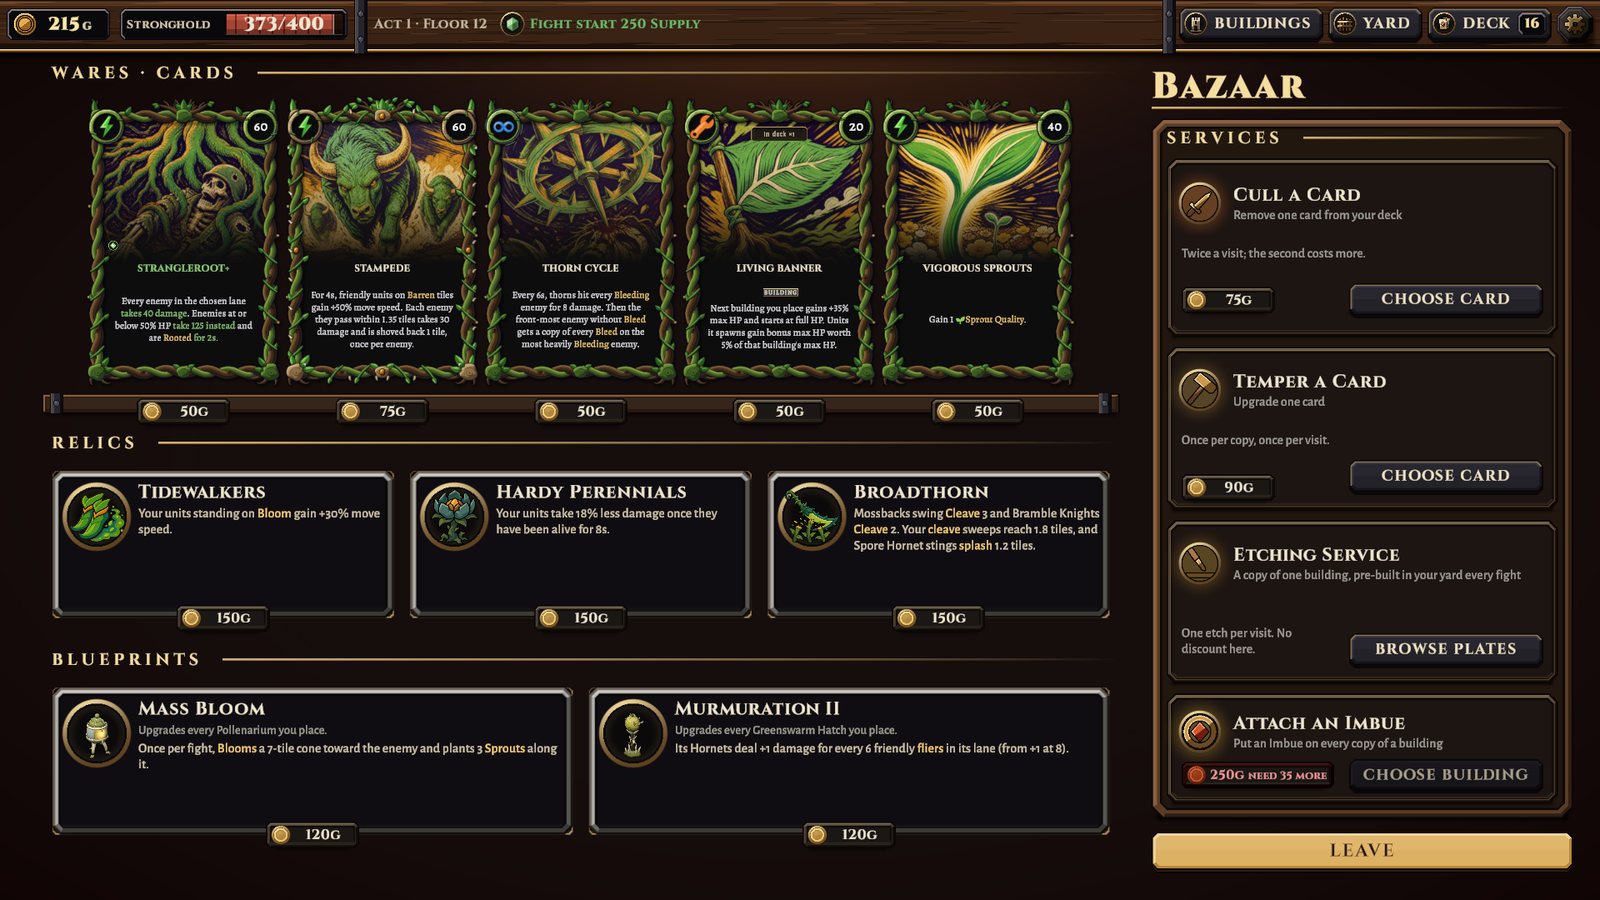 215G
STRONGHOLD 373/400
ACT 1 · FLOOR 12
FIGHT START 250 SUPPLY
BUILDINGS
YARD
DECK 16
WARES · CARDS
60
STRANGLEROOT+
Every enemy in the chosen lane
takes 40 damage. Enemies at or
below 50% HP take 125 instead and
are Rooted for 2s.
50G
60
STAMPEDE
For 4s, friendly units on Barren tiles
gain +50% move speed. Each enemy
they pass within 1.35 tiles takes 30
damage and is shoved back 1 tile,
once per enemy.
75G
THORN CYCLE
Every 6s, thorns hit every Bleeding
enemy for 8 damage. Then the
front-most enemy without Bleed
gets a copy of every Bleed on the
most heavily Bleeding enemy.
50G
In deck ×1
20
LIVING BANNER
BUILDING
Next building you place gains +35%
max HP and starts at full HP. Units
it spawns gain bonus max HP worth
5% of that building's max HP.
50G
40
VIGOROUS SPROUTS
Gain 1 Sprout Quality.
50G
RELICS
TIDEWALKERS
Your units standing on Bloom gain +30% move
speed.
150G
HARDY PERENNIALS
Your units take 18% less damage once they
have been alive for 8s.
150G
BROADTHORN
Mossbacks swing Cleave 3 and Bramble Knights
Cleave 2. Your cleave sweeps reach 1.8 tiles, and
Spore Hornet stings splash 1.2 tiles.
150G
BLUEPRINTS
MASS BLOOM
Upgrades every Pollenarium you place.
Once per fight, Blooms a 7-tile cone toward the enemy and plants 3 Sprouts along
it.
120G
MURMURATION II
Upgrades every Greenswarm Hatch you place.
Its Hornets deal +1 damage for every 6 friendly fliers in its lane (from +1 at 8).
120G
BAZAAR
SERVICES
CULL A CARD
Remove one card from your deck
Twice a visit; the second costs more.
75G
CHOOSE CARD
TEMPER A CARD
Upgrade one card
Once per copy, once per visit.
90G
CHOOSE CARD
ETCHING SERVICE
A copy of one building, pre-built in your yard every fight
One etch per visit. No
discount here.
BROWSE PLATES
ATTACH AN IMBUE
Put an Imbue on every copy of a building
250G NEED 35 MORE
CHOOSE BUILDING
LEAVE